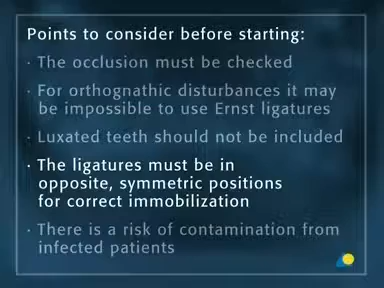 Points to consider before starting:
· The occlusion must be checked
· For orthognathic disturbances it may
be impossible to use Ernst ligatures
· Luxated teeth should not be included
· The ligatures must be in
opposite, symmetric positions
for correct immobilization
· There is a risk of contamination from
infected patients